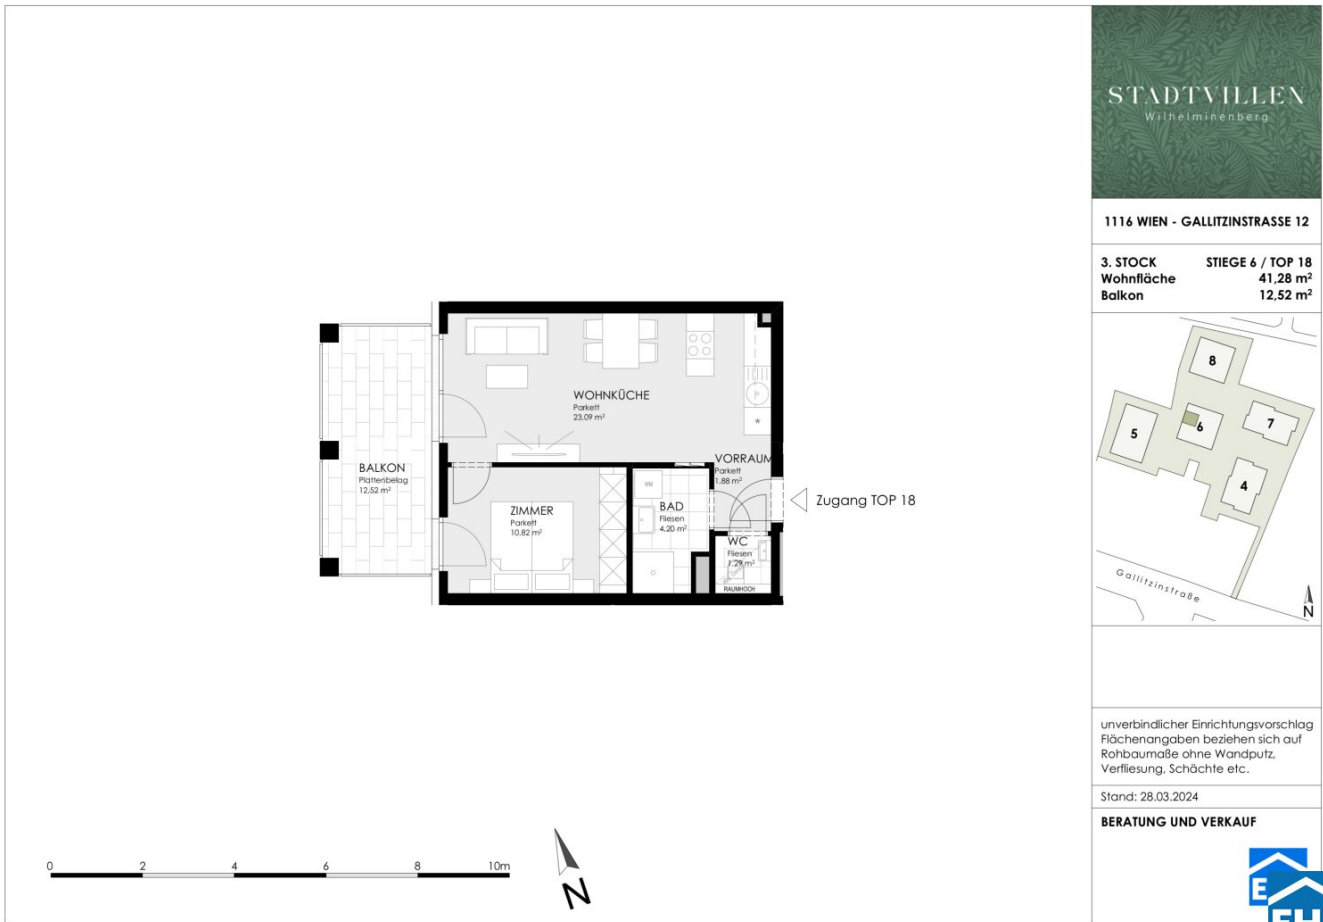 STADTVILLEN
Wilhelminenberg
1116 WIEN - GALLITZINSTRASSE 12
3. STOCK STIEGE 6 / TOP 18
Wohnfläche 41,28 m²
Balkon 12,52 m²
8
5
6
7
4
Gallitzinstraße
N
unverbindlicher Einrichtungsvorschlag
Flächenangaben beziehen sich auf
Rohbaumaße ohne Wandputz,
Verfliesung, Schächte etc.
Stand: 28.03.2024
BERATUNG UND VERKAUF
E
EH
WOHNKÜCHE
Parkett
23,09 m²
*
BALKON
Plattenbelag
12,52 m²
VORRAUM
Parkett
1,88 m²
ZIMMER
Parkett
10,82 m²
WM
BAD
Fliesen
4,20 m²
Zugang TOP 18
WC
Fliesen
1,29 m²
RAUMHOCH
0 2 4 6 8 10m
N